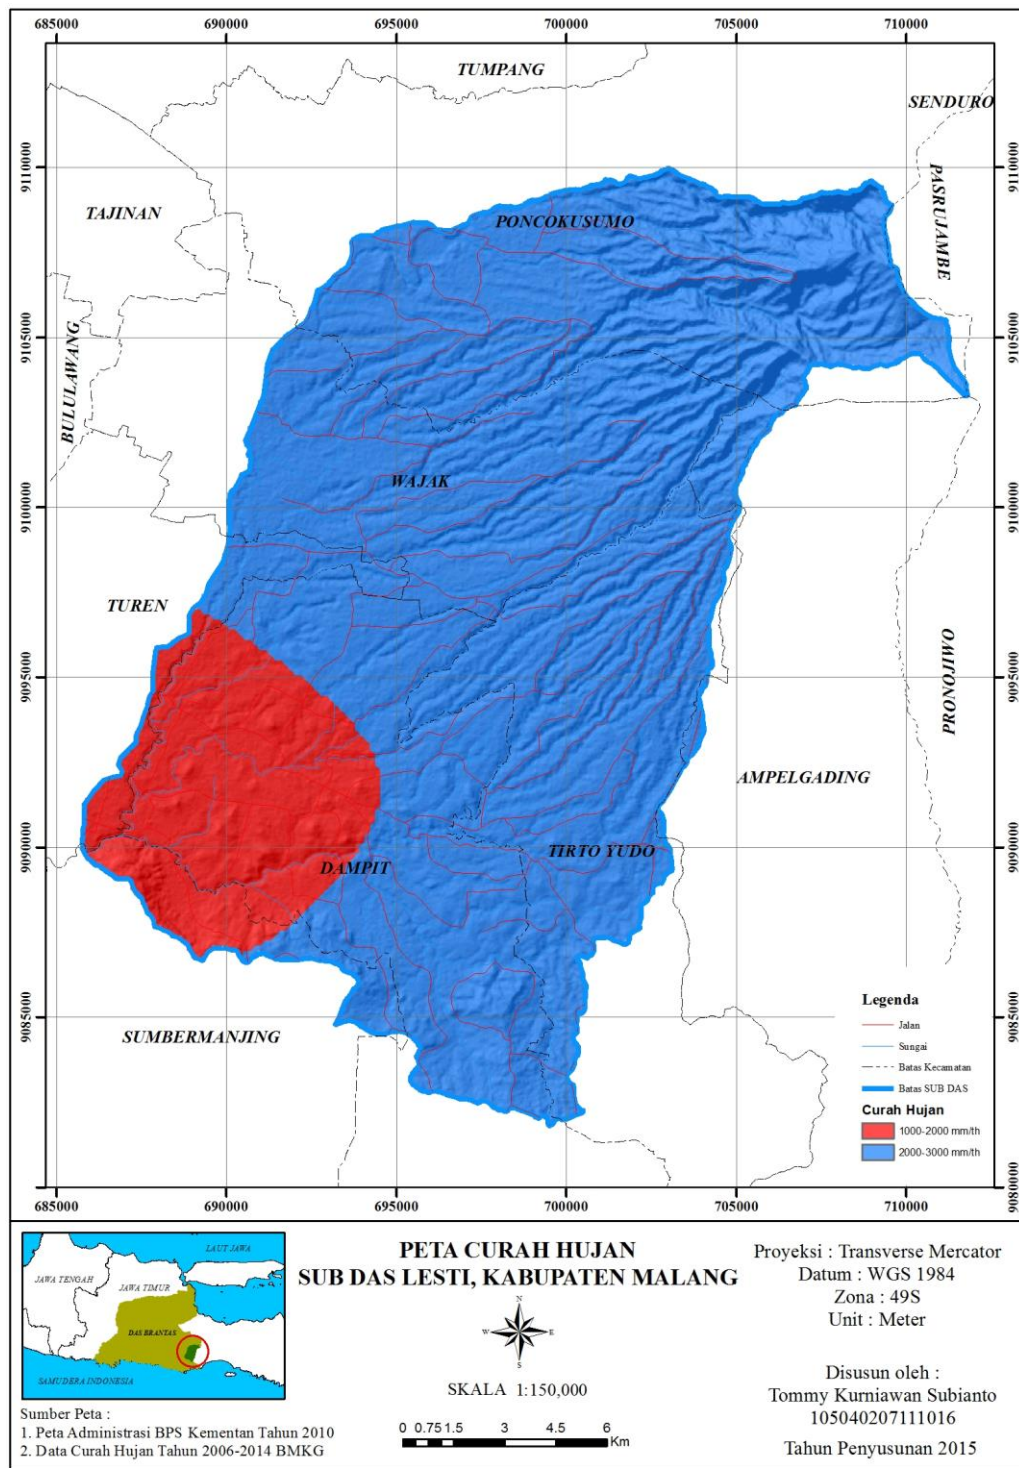 685000 690000 695000 700000 705000 710000
TUMPANG
SENDURO
9110000 9110000
PASRUJAMBE
TAJINAN
PONCOKUSUMO
9105000 9105000
BULULAWANG
WAJAK
9100000 9100000
TUREN
PRONOJIWO
9095000 9095000
AMPELGADING
9090000 9090000
TIRTO YUDO
DAMPIT
9085000 9085000
SUMBERMANJING
Legenda
Jalan
Sungai
Batas Kecamatan
Batas SUB DAS
Curah Hujan
1000-2000 mm/th
2000-3000 mm/th
9080000 9080000
685000 690000 695000 700000 705000 710000
LAUT JAWA
JAWA TENGAH
JAWA TIMUR
DAS BRANTAS
SAMUDERA INDONESIA
Sumber Peta :
1. Peta Administrasi BPS Kementan Tahun 2010
2. Data Curah Hujan Tahun 2006-2014 BMKG
PETA CURAH HUJAN
SUB DAS LESTI, KABUPATEN MALANG
N
W E
S
SKALA 1:150,000
0 0.75 1.5 3 4.5 6
Km
Proyeksi : Transverse Mercator
Datum : WGS 1984
Zona : 49S
Unit : Meter
Disusun oleh :
Tommy Kurniawan Subianto
105040207111016
Tahun Penyusunan 2015